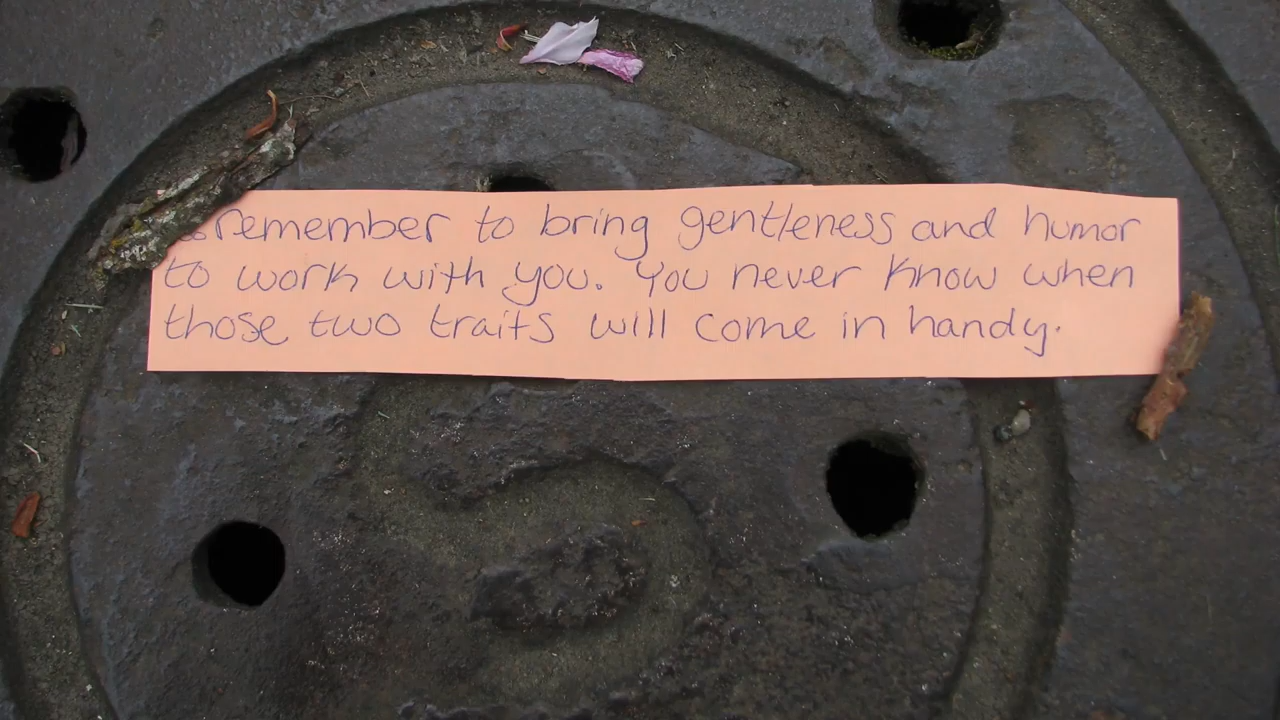 remember to bring gentleness and humor
to work with you. You never know when
those two traits will come in handy.